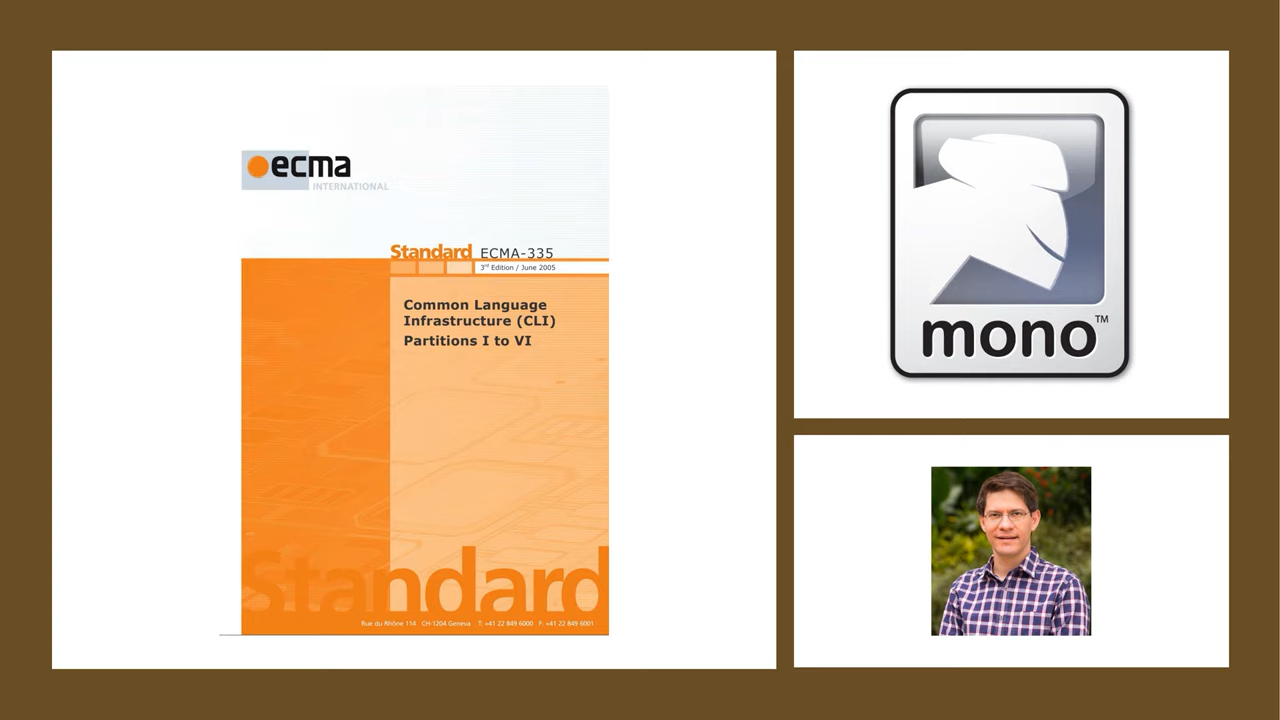 ecma
INTERNATIONAL
Standard ECMA-335
3rd Edition / June 2005
Common Language
Infrastructure (CLI)
Partitions I to VI
Standard
Rue du Rhône 114 CH-1204 Geneva T: +41 22 849 6000 F: +41 22 849 6001
mono™